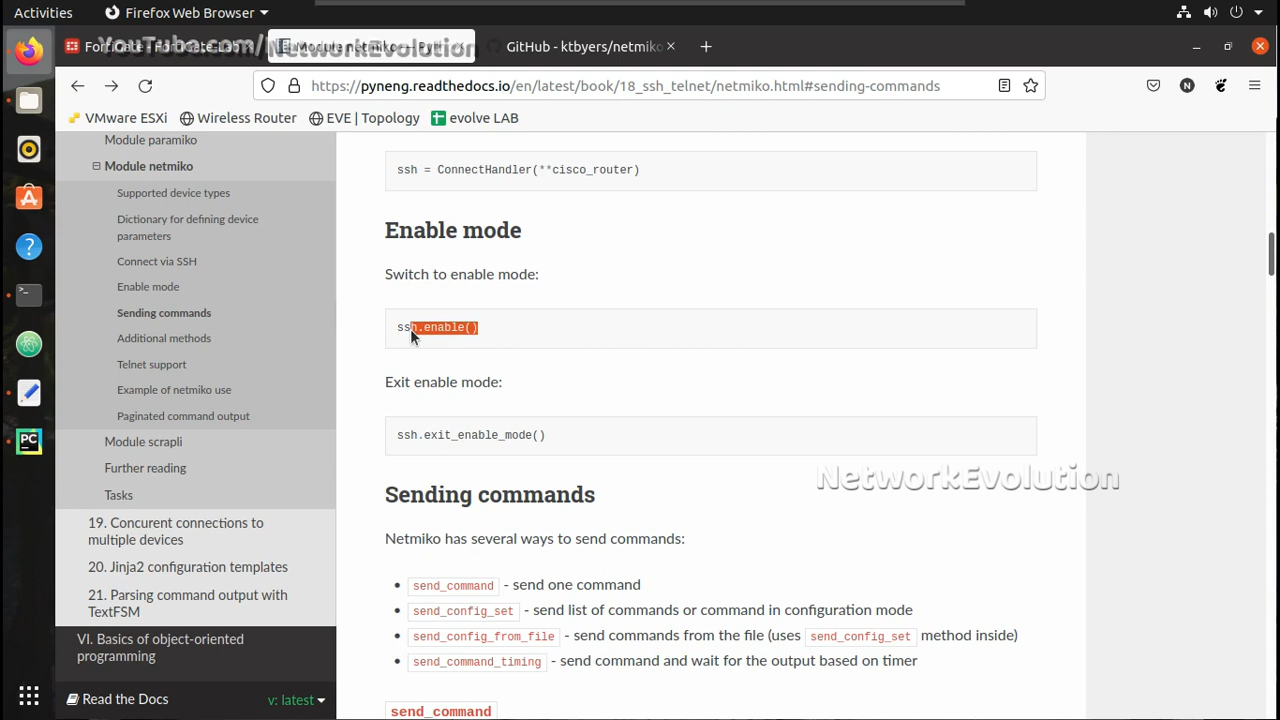 Activities
Firefox Web Browser
YouTube.com/NetworkEvolution
FortiGate - FortiGate-Lab
Module netmiko — Pyth
GitHub - ktbyers/netmiko
https://pyneng.readthedocs.io/en/latest/book/18_ssh_telnet/netmiko.html#sending-commands
VMware ESXi
Wireless Router
EVE | Topology
evolve LAB
Module paramiko
Module netmiko
Supported device types
Dictionary for defining device
parameters
Connect via SSH
Enable mode
Sending commands
Additional methods
Telnet support
Example of netmiko use
Paginated command output
Module scrapli
Further reading
Tasks
19. Concurent connections to
multiple devices
20. Jinja2 configuration templates
21. Parsing command output with
TextFSM
VI. Basics of object-oriented
programming
Read the Docs
v: latest
ssh = ConnectHandler(**cisco_router)
Enable mode
Switch to enable mode:
ssh.enable()
Exit enable mode:
ssh.exit_enable_mode()
NetworkEvolution
Sending commands
Netmiko has several ways to send commands:
• send_command - send one command
• send_config_set - send list of commands or command in configuration mode
• send_config_from_file - send commands from the file (uses send_config_set method inside)
• send_command_timing - send command and wait for the output based on timer
send_command